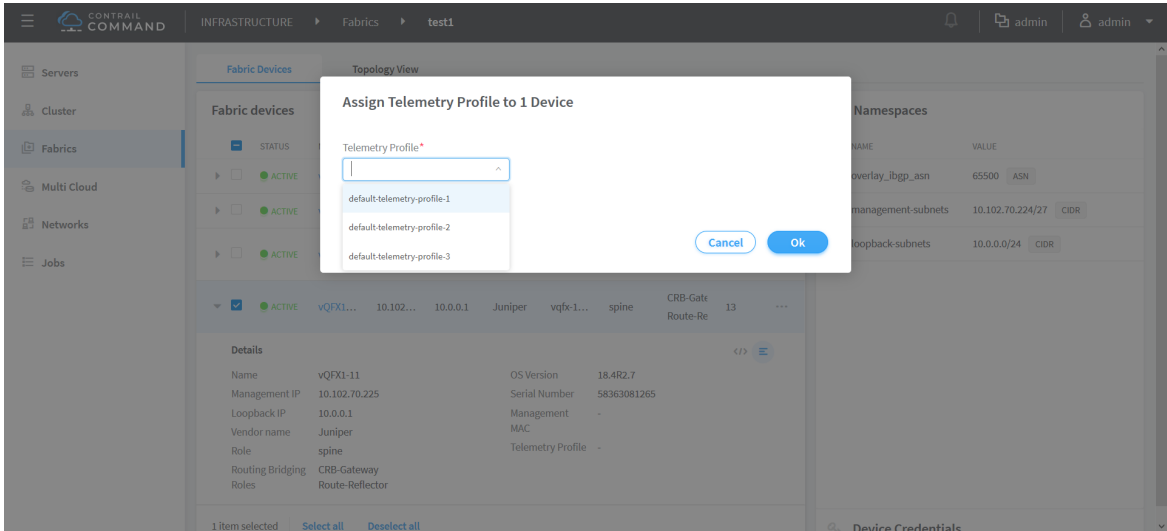 CONTRAIL
COMMAND
INFRASTRUCTURE
Fabrics
test1
admin
admin
Servers
Cluster
Fabrics
Multi Cloud
Networks
Jobs
Fabric Devices
Topology View
Fabric devices
STATUS
ACTIVE
ACTIVE
ACTIVE
Assign Telemetry Profile to 1 Device
Telemetry Profile*
default-telemetry-profile-1
default-telemetry-profile-2
default-telemetry-profile-3
Cancel
Ok
ACTIVE vQFX1... 10.102... 10.0.0.1 Juniper vqfx-1... spine CRB-Gate 13 ...
Route-Re
Details
</>
Name vQFX1-11
Management IP 10.102.70.225
Loopback IP 10.0.0.1
Vendor name Juniper
Role spine
Routing Bridging CRB-Gateway
Roles Route-Reflector
OS Version 18.4R2.7
Serial Number 58363081265
Management -
MAC
Telemetry Profile -
1 item selected Select all Deselect all
Namespaces
NAME VALUE
overlay_ibgp_asn 65500 ASN
management-subnets 10.102.70.224/27 CIDR
loopback-subnets 10.0.0.0/24 CIDR
Device Credentials